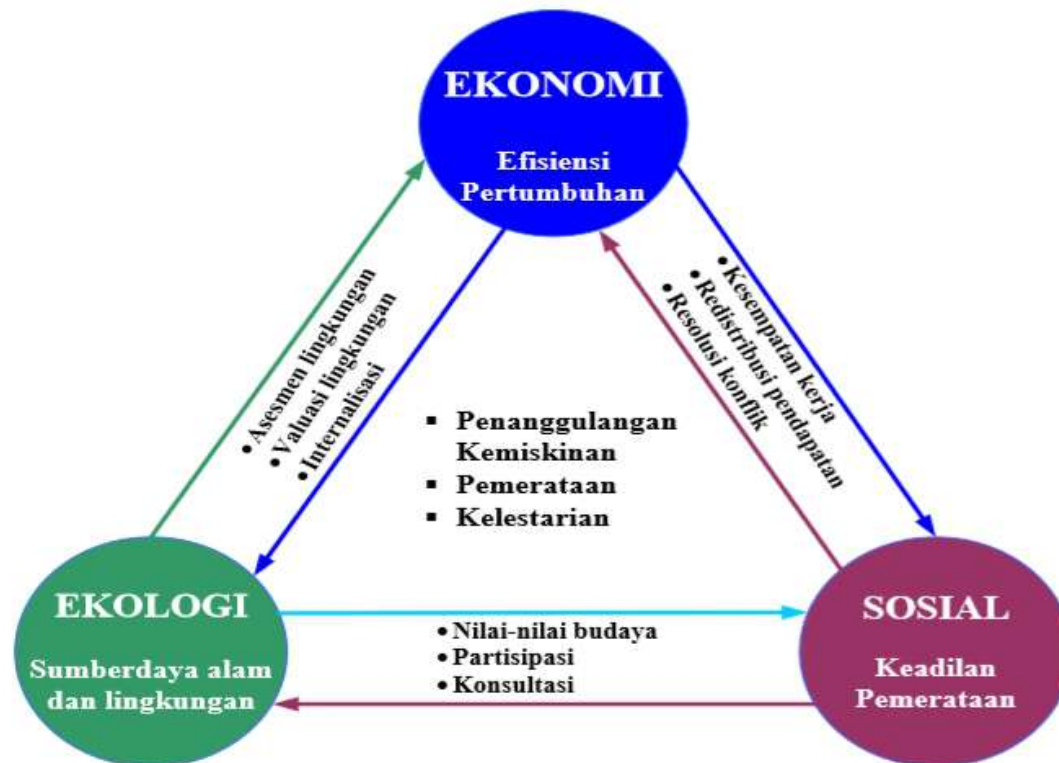 EKONOMI
Efisiensi
Pertumbuhan
• Asesmen lingkungan
• Valuasi lingkungan
• Internalisasi
• Kesempatan kerja
• Redistribusi pendapatan
• Resolusi konflik
▪ Penanggulangan
Kemiskinan
▪ Pemerataan
▪ Kelestarian
EKOLOGI
Sumberdaya alam
dan lingkungan
• Nilai-nilai budaya
• Partisipasi
• Konsultasi
SOSIAL
Keadilan
Pemerataan